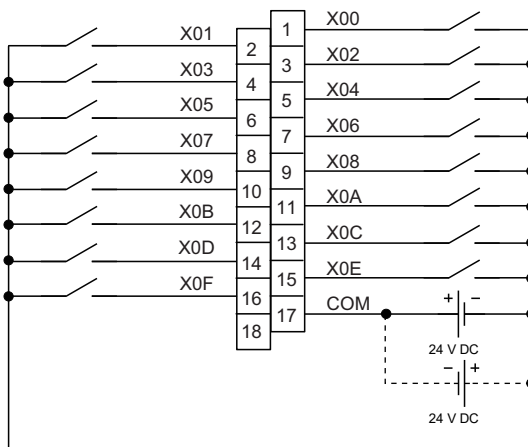 1 X00
X01 2
3 X02
X03 4
5 X04
X05 6
7 X06
X07 8
9 X08
X09 10
11 X0A
X0B 12
13 X0C
X0D 14
15 X0E
X0F 16
17 COM
18
+ −
24 V DC
− +
24 V DC